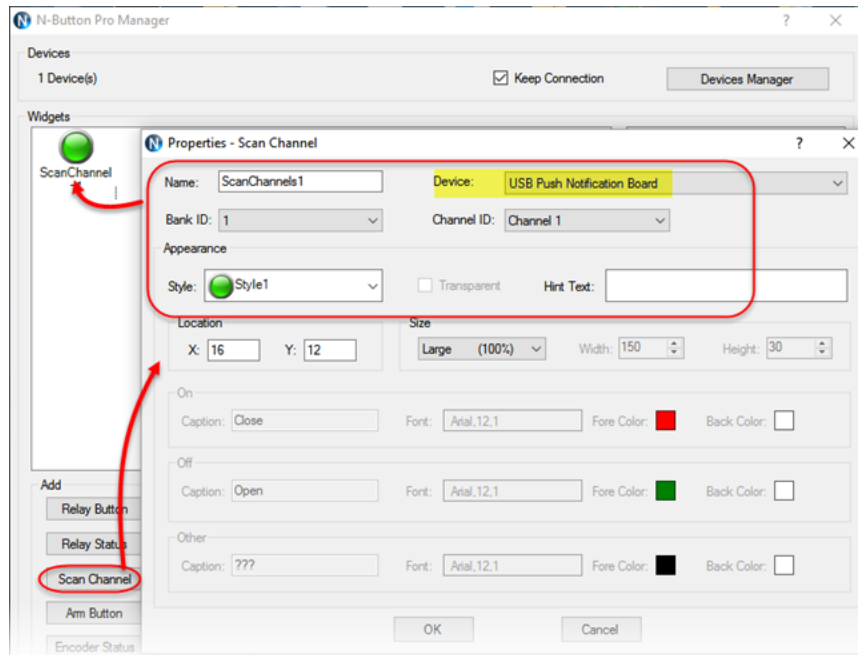 N-Button Pro Manager
Devices
1 Device(s)
Keep Connection
Devices Manager
Widgets
ScanChannel
Properties - Scan Channel
Name: ScanChannels1 Device: USB Push Notification Board
Bank ID: 1 Channel ID: Channel 1
Appearance
Style: Style1 Transparent Hint Text:
Location Size
X: 16 Y: 12 Large (100%) Width: 150 Height: 30
On
Caption: Close Font: Arial,12,1 Fore Color: Back Color:
Off
Caption: Open Font: Arial,12,1 Fore Color: Back Color:
Other
Caption: ??? Font: Arial,12,1 Fore Color: Back Color:
OK Cancel
Add
Relay Button
Relay Status
Scan Channel
Arm Button
Encoder Status